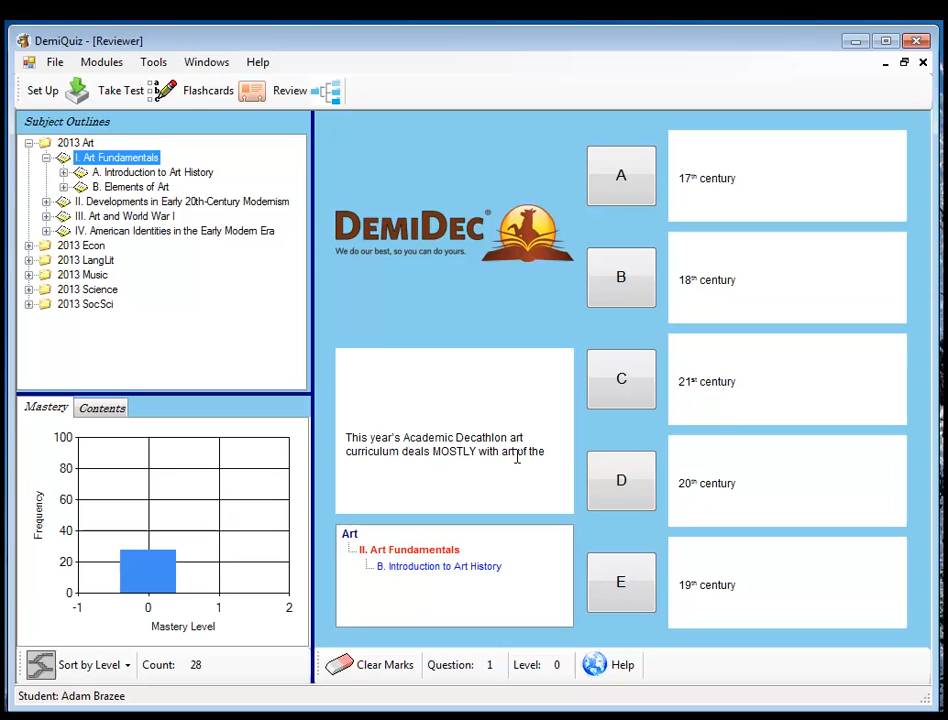 DemiQuiz - [Reviewer]
File Modules Tools Windows Help
Set Up Take Test Flashcards Review
Subject Outlines
2013 Art
I. Art Fundamentals
A. Introduction to Art History
B. Elements of Art
II. Developments in Early 20th-Century Modernism
III. Art and World War I
IV. American Identities in the Early Modern Era
2013 Econ
2013 LangLit
2013 Music
2013 Science
2013 SocSci
Mastery Contents
100
80
60
40
20
0
Frequency
-1 0 1 2
Mastery Level
Sort by Level Count: 28
DEMIDEC®
We do our best, so you can do yours.
This year's Academic Decathlon art
curriculum deals MOSTLY with art of the
Art
II. Art Fundamentals
B. Introduction to Art History
A 17th century
B 18th century
C 21st century
D 20th century
E 19th century
Clear Marks Question: 1 Level: 0 Help
Student: Adam Brazee